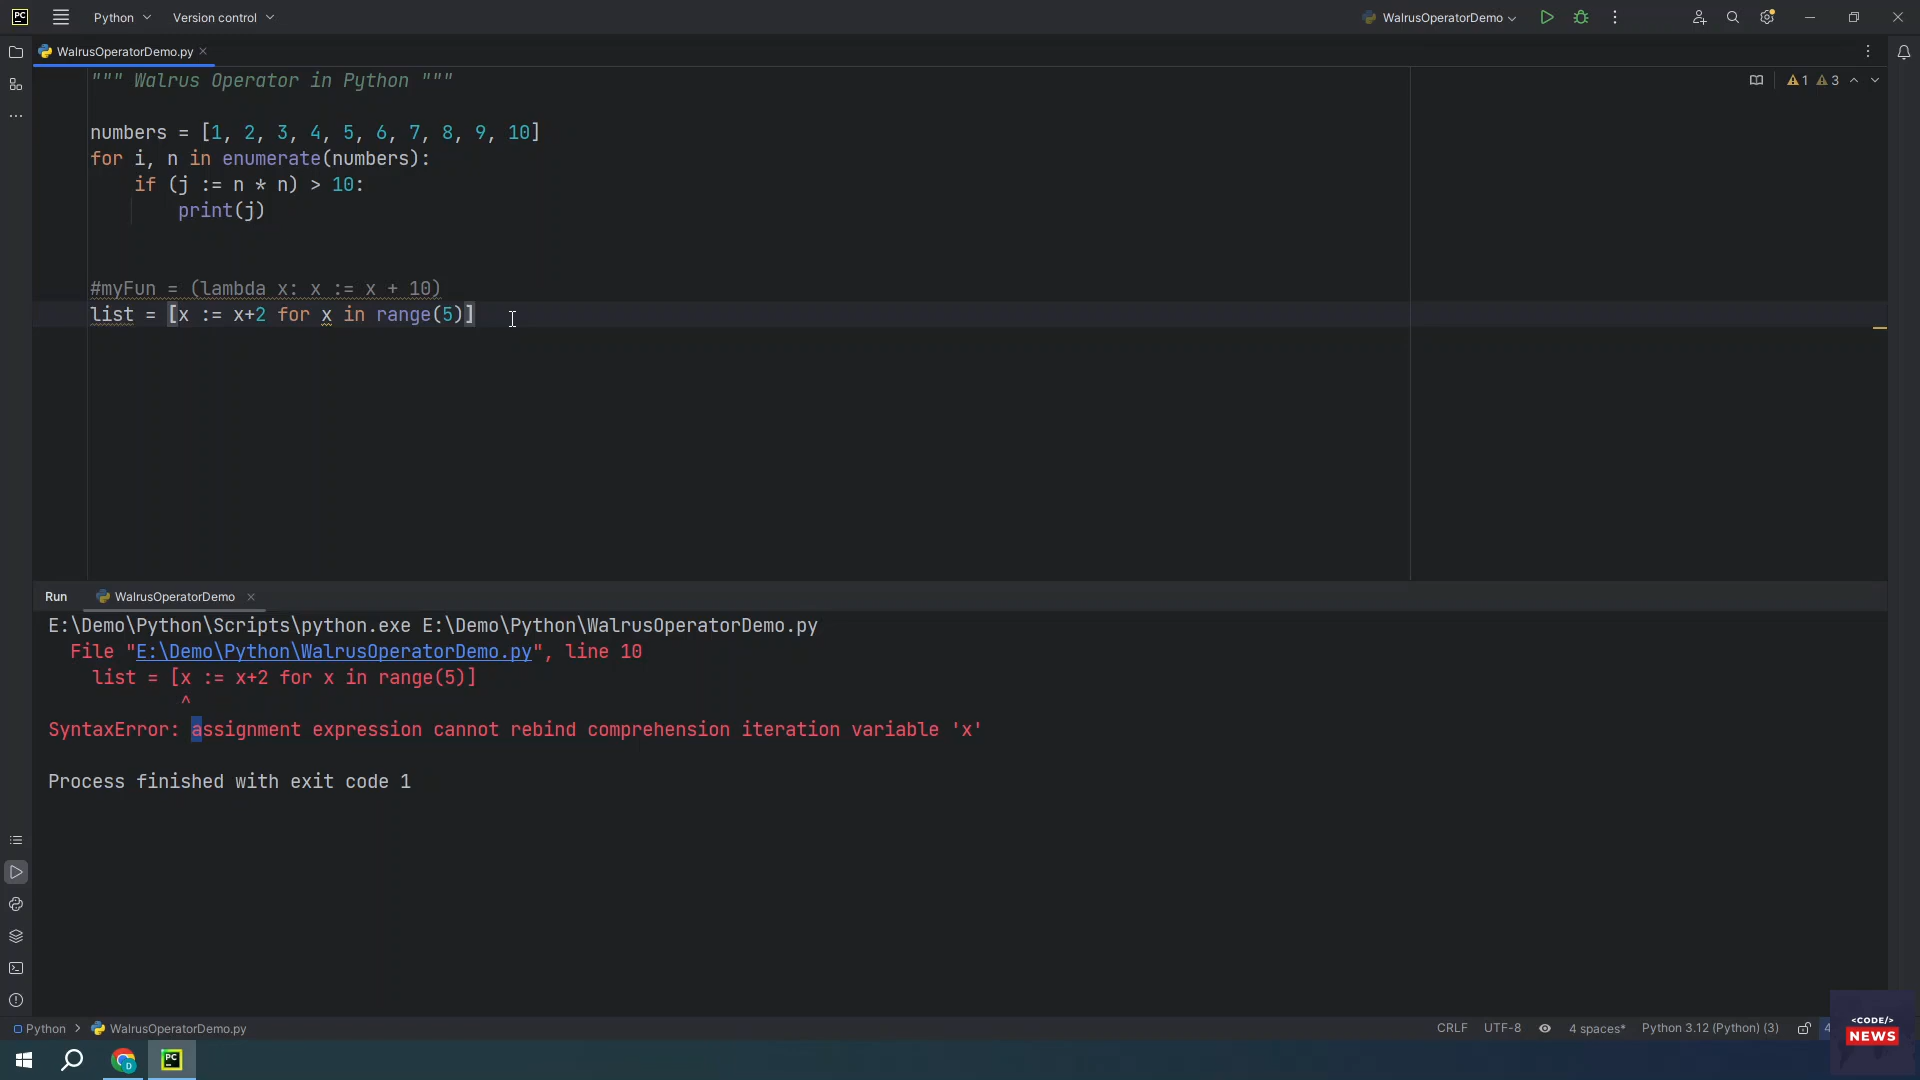 PC Python Version control WalrusOperatorDemo
WalrusOperatorDemo.py
""" Walrus Operator in Python """
1 3
numbers = [1, 2, 3, 4, 5, 6, 7, 8, 9, 10]
for i, n in enumerate(numbers):
if (j := n * n) > 10:
print(j)
#myFun = (lambda x: x := x + 10)
list = [x := x+2 for x in range(5)]
Run WalrusOperatorDemo
E:\Demo\Python\Scripts\python.exe E:\Demo\Python\WalrusOperatorDemo.py
File "E:\Demo\Python\WalrusOperatorDemo.py", line 10
list = [x := x+2 for x in range(5)]
^
SyntaxError: assignment expression cannot rebind comprehension iteration variable 'x'
Process finished with exit code 1
Python > WalrusOperatorDemo.py CRLF UTF-8 4 spaces* Python 3.12 (Python) (3)
<CODE/>
NEWS
D PC